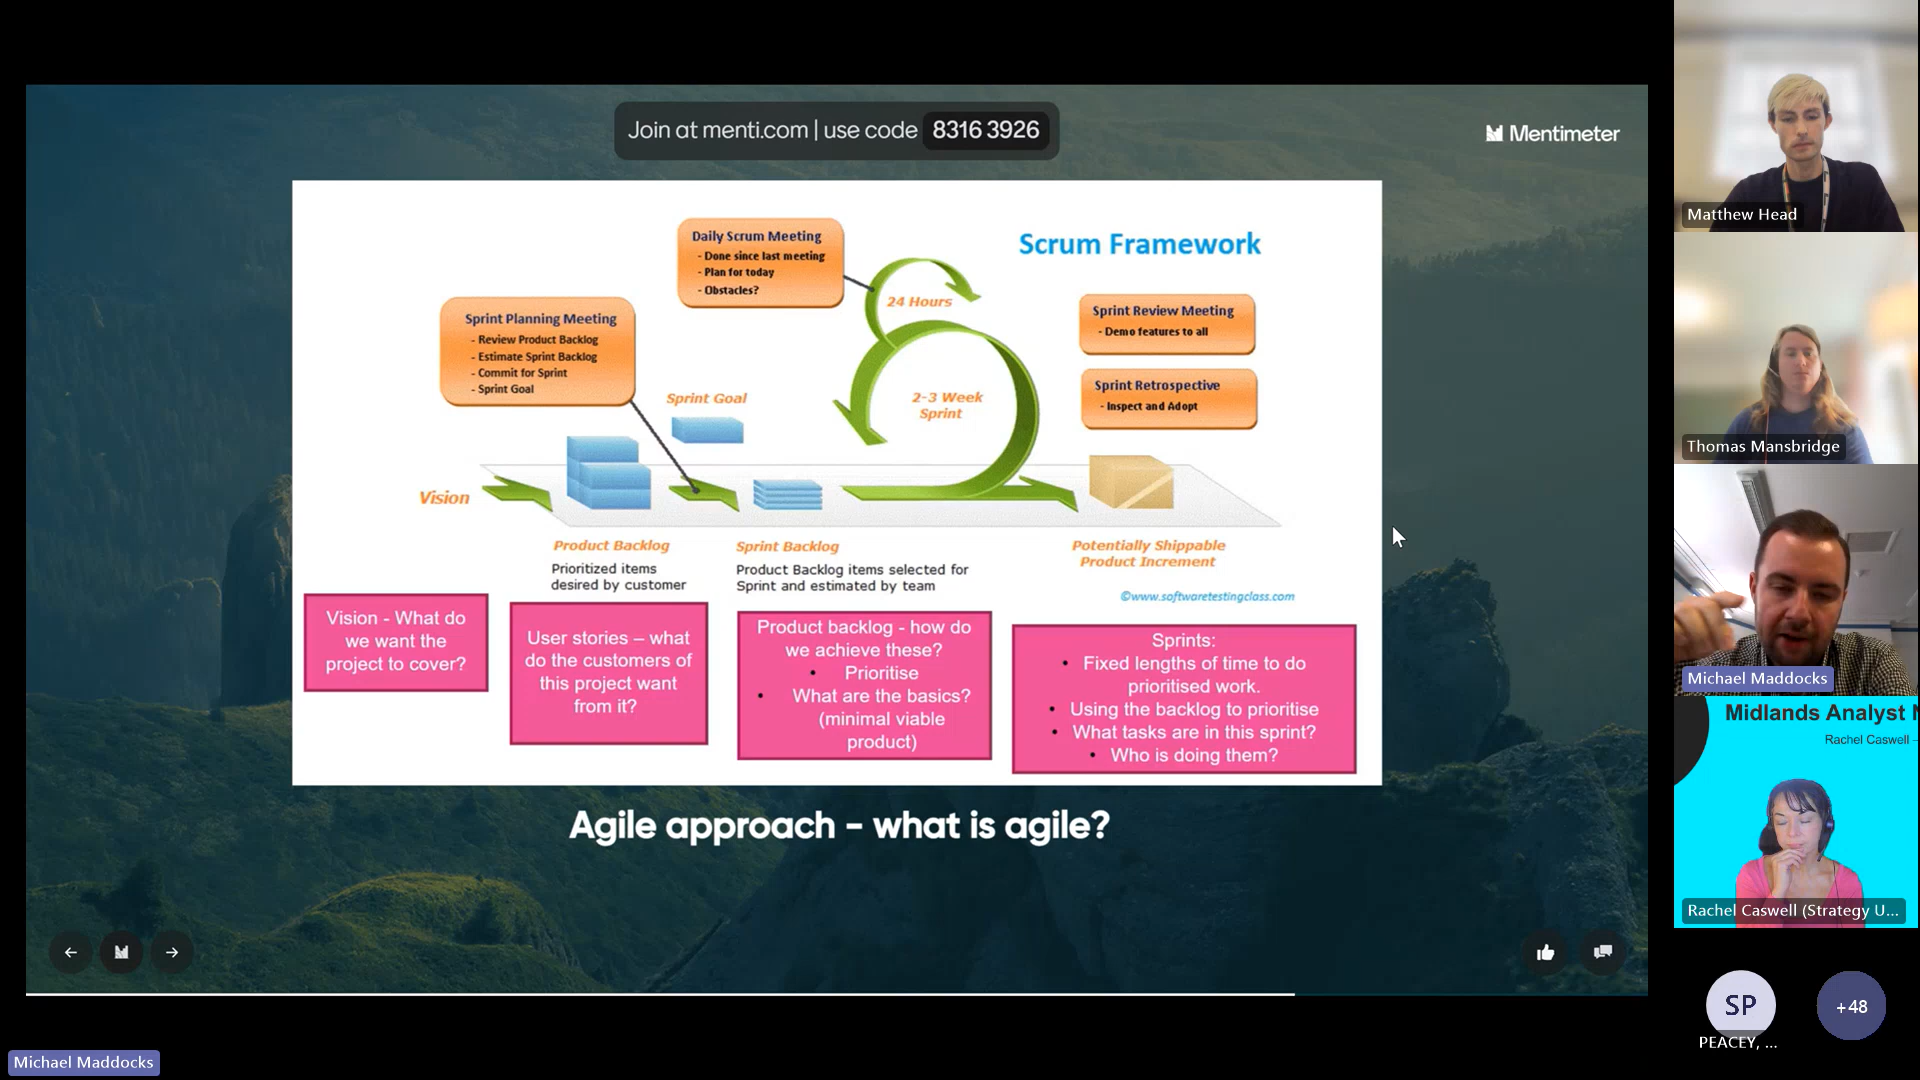 Join at menti.com | use code 8316 3926
Mentimeter
Scrum Framework
Daily Scrum Meeting
- Done since last meeting
- Plan for today
- Obstacles?
24 Hours
Sprint Planning Meeting
- Review Product Backlog
- Estimate Sprint Backlog
- Commit for Sprint
- Sprint Goal
Sprint Goal
2-3 Week
Sprint
Sprint Review Meeting
- Demo features to all
Sprint Retrospective
- Inspect and Adopt
Vision
Product Backlog
Prioritized items
desired by customer
Sprint Backlog
Product Backlog items selected for
Sprint and estimated by team
Potentially Shippable
Product Increment
©www.softwaretestingclass.com
Vision - What do
we want the
project to cover?
User stories – what
do the customers of
this project want
from it?
Product backlog - how do
we achieve these?
• Prioritise
• What are the basics?
(minimal viable
product)
Sprints:
• Fixed lengths of time to do
prioritised work.
• Using the backlog to prioritise
• What tasks are in this sprint?
• Who is doing them?
Agile approach - what is agile?
Matthew Head
Thomas Mansbridge
Michael Maddocks
Midlands Analyst
Rachel Caswell –
Rachel Caswell (Strategy U...
SP
+48
PEACEY, ...
Michael Maddocks